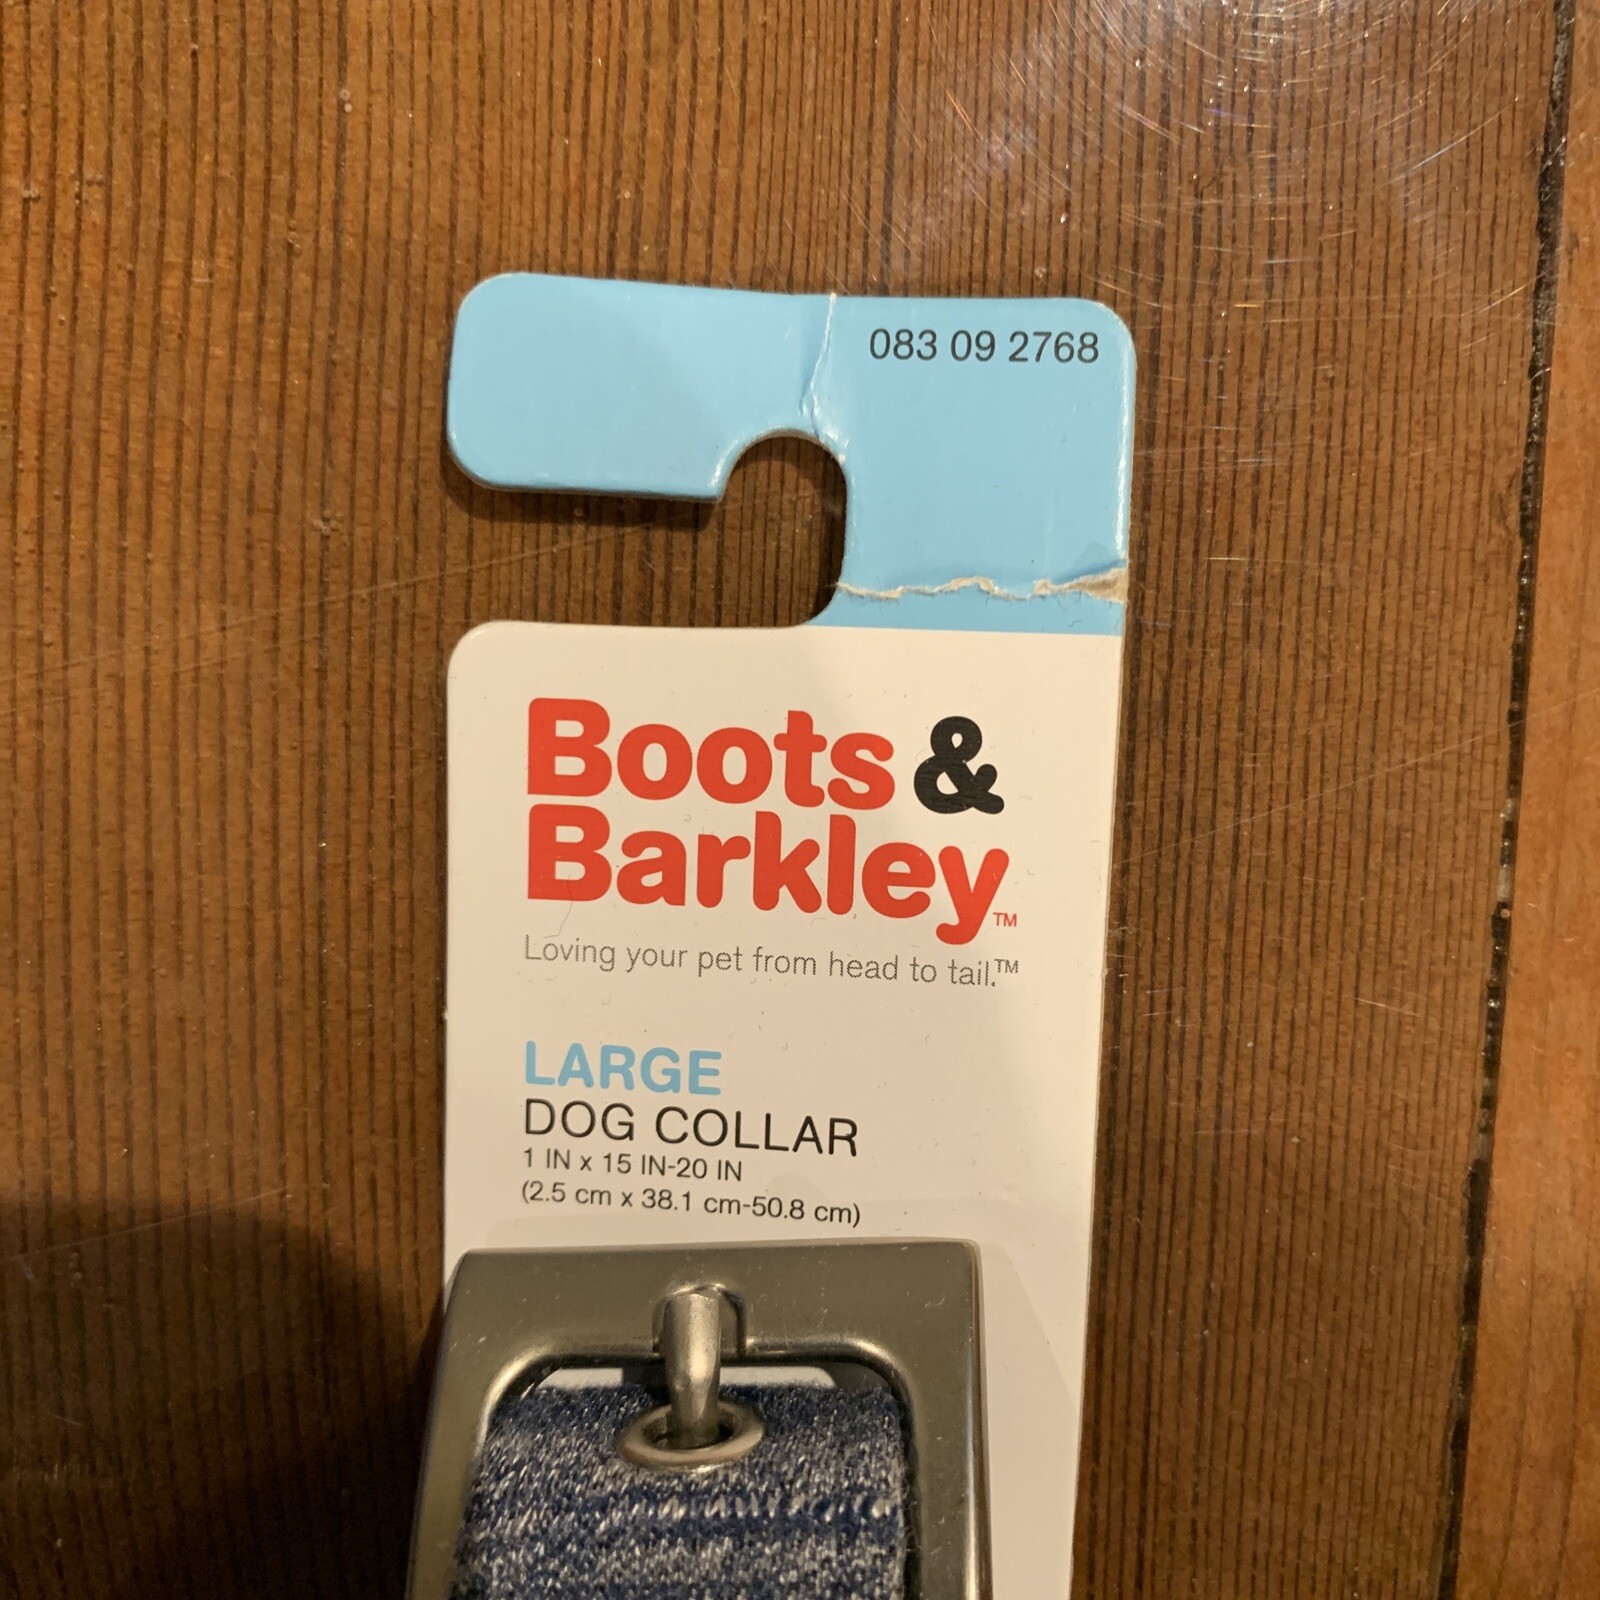 083 09 2768
Boots &
Barkley™
Loving your pet from head to tail.™
LARGE
DOG COLLAR
1 IN x 15 IN-20 IN
(2.5 cm x 38.1 cm-50.8 cm)